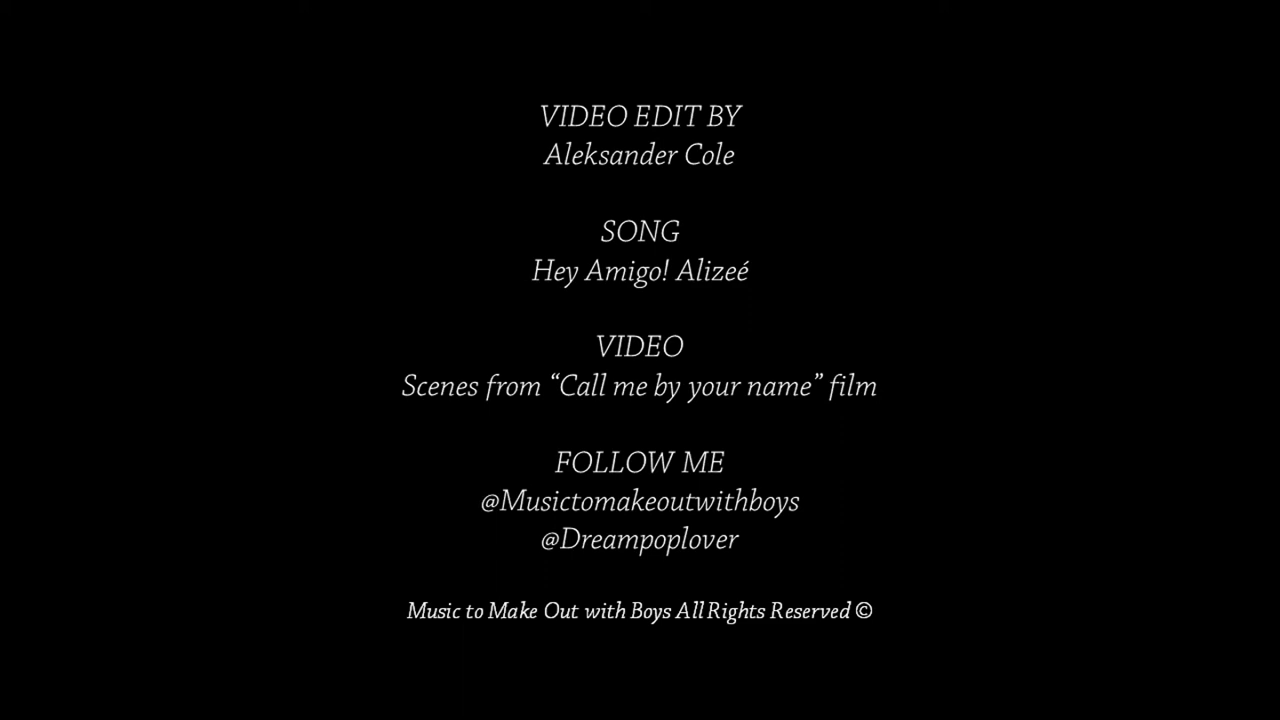 VIDEO EDIT BY
Aleksander Cole
SONG
Hey Amigo! Alizeé
VIDEO
Scenes from “Call me by your name” film
FOLLOW ME
@Musictomakeoutwithboys
@Dreampoplover
Music to Make Out with Boys All Rights Reserved ©